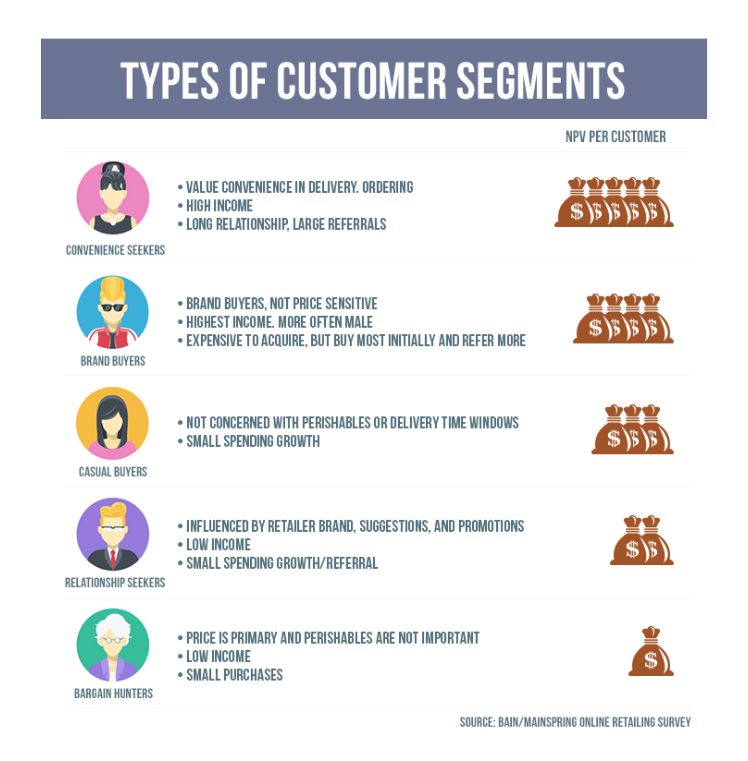 TYPES OF CUSTOMER SEGMENTS
NPV PER CUSTOMER
• VALUE CONVENIENCE IN DELIVERY. ORDERING
• HIGH INCOME
• LONG RELATIONSHIP, LARGE REFERRALS
CONVENIENCE SEEKERS
$ $ $ $ $
• BRAND BUYERS, NOT PRICE SENSITIVE
• HIGHEST INCOME. MORE OFTEN MALE
• EXPENSIVE TO ACQUIRE, BUT BUY MOST INITIALLY AND REFER MORE
BRAND BUYERS
$ $ $ $
• NOT CONCERNED WITH PERISHABLES OR DELIVERY TIME WINDOWS
• SMALL SPENDING GROWTH
CASUAL BUYERS
$ $ $
• INFLUENCED BY RETAILER BRAND, SUGGESTIONS, AND PROMOTIONS
• LOW INCOME
• SMALL SPENDING GROWTH/REFERRAL
RELATIONSHIP SEEKERS
$ $
• PRICE IS PRIMARY AND PERISHABLES ARE NOT IMPORTANT
• LOW INCOME
• SMALL PURCHASES
BARGAIN HUNTERS
$
SOURCE: BAIN/MAINSPRING ONLINE RETAILING SURVEY